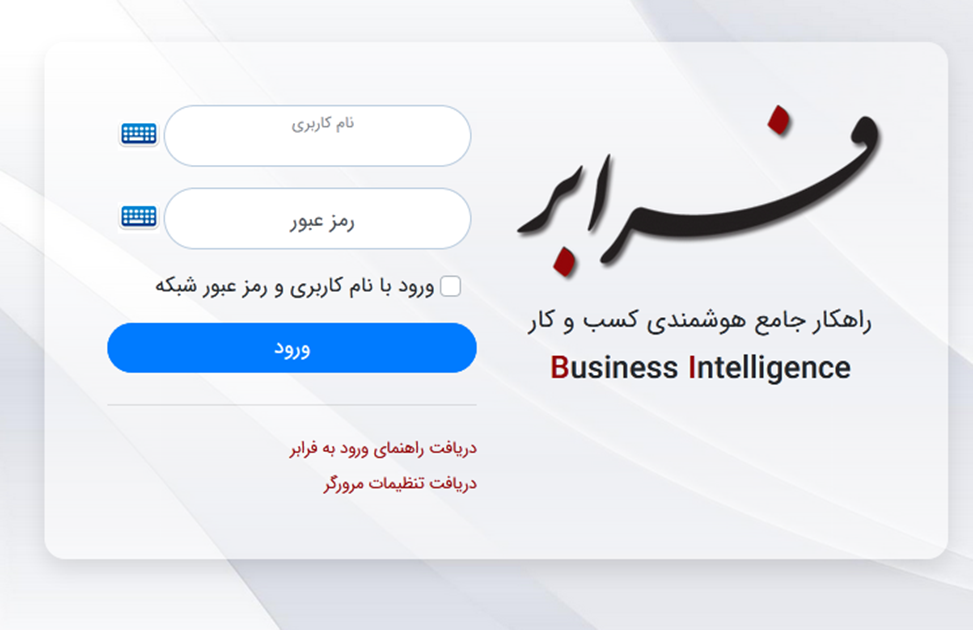 فرابر
راهکار جامع هوشمندی کسب و کار
Business Intelligence
نام کاربری
رمز عبور
ورود با نام کاربری و رمز عبور شبکه
ورود
دریافت راهنمای ورود به فرابر
دریافت تنظیمات مرورگر